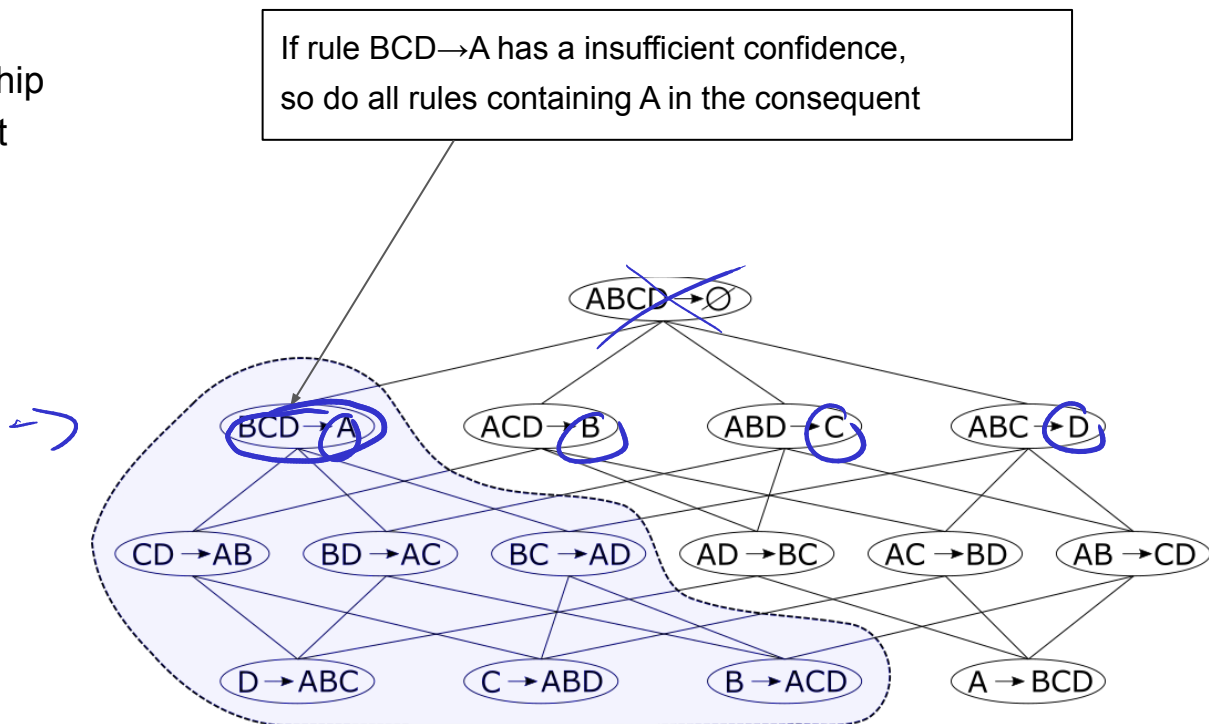 hip
t
If rule BCD→A has a insufficient confidence,
so do all rules containing A in the consequent
ABCD→∅
BCD→A ACD→B ABD→C ABC→D
CD→AB BD→AC BC→AD AD→BC AC→BD AB→CD
D→ABC C→ABD B→ACD A→BCD